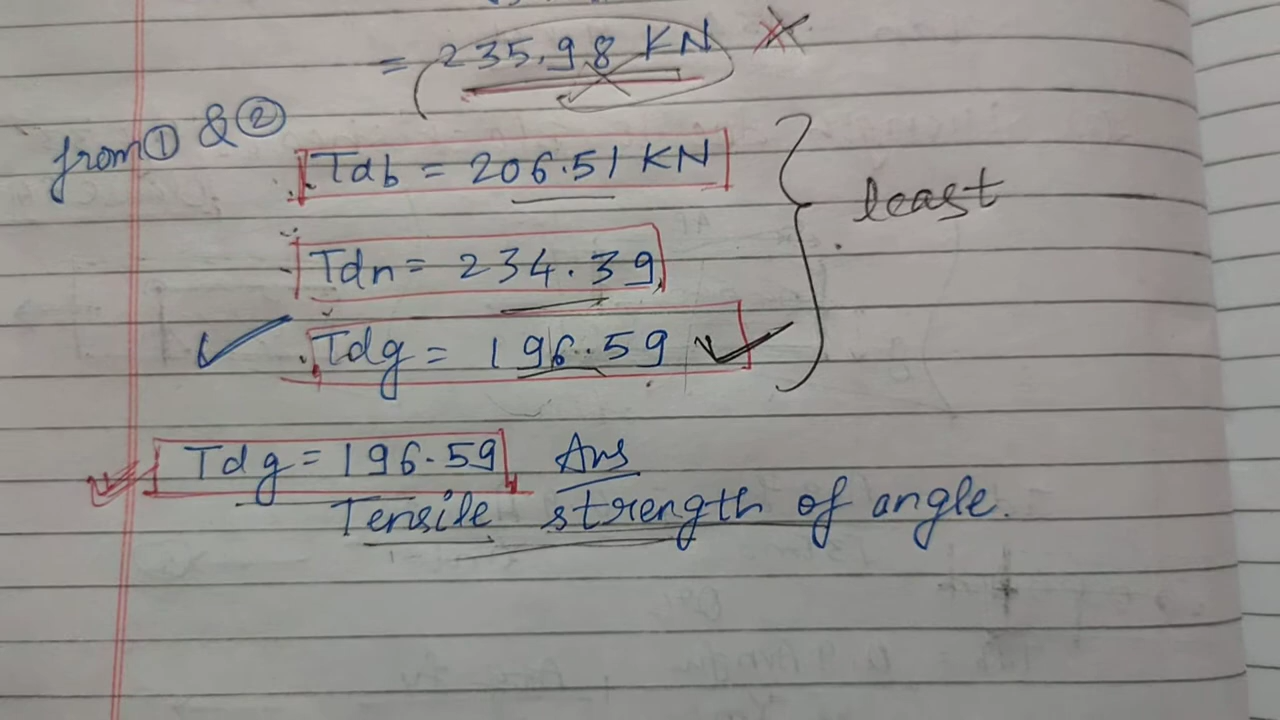 = 235.98 KN
from ① & ②
Tdb = 206.51 KN
Tdn = 234.39
Tdg = 196.59
least
Tdg = 196.59 Ans
Tensile strength of angle.